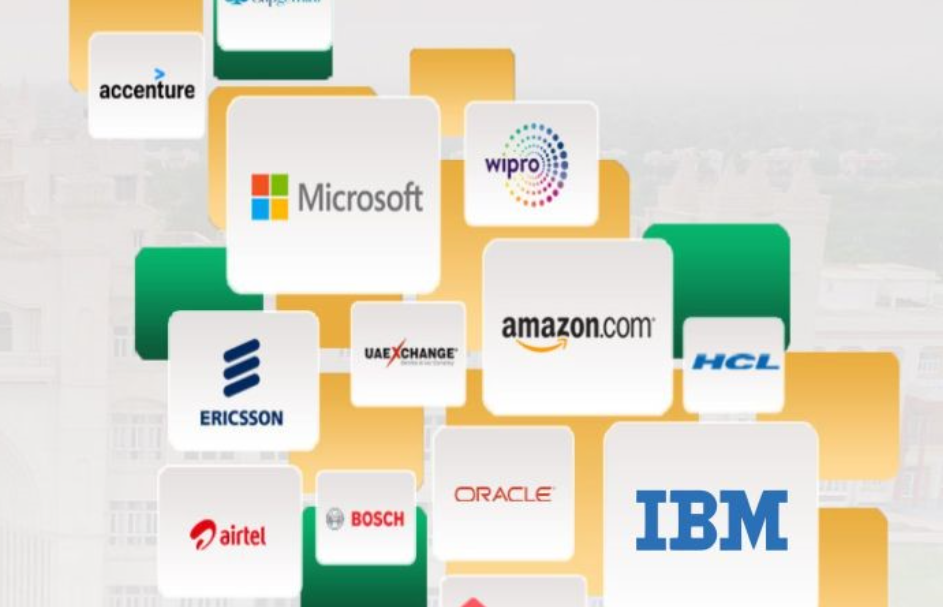 accenture
Microsoft
wipro
amazon.com
UAEXCHANGE
HCL
ERICSSON
ORACLE
IBM
airtel
BOSCH